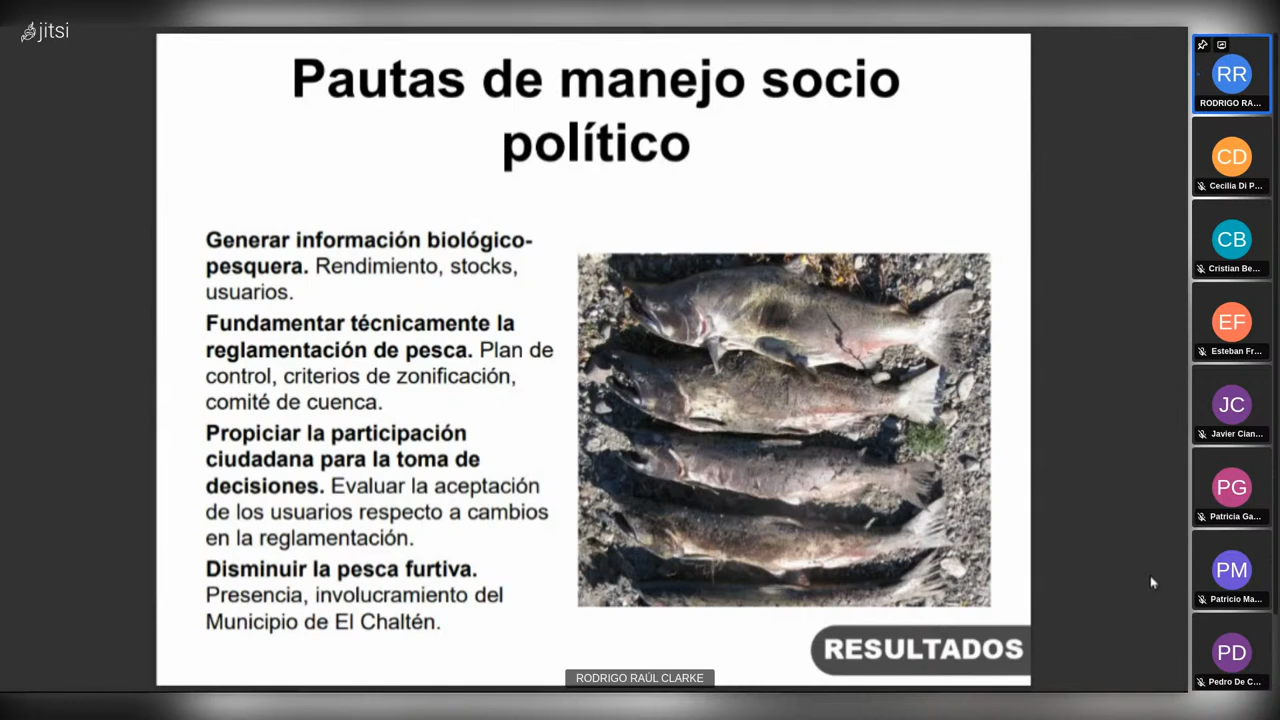 jitsi
Pautas de manejo socio
político
Generar información biológico-
pesquera. Rendimiento, stocks,
usuarios.
Fundamentar técnicamente la
reglamentación de pesca. Plan de
control, criterios de zonificación,
comité de cuenca.
Propiciar la participación
ciudadana para la toma de
decisiones. Evaluar la aceptación
de los usuarios respecto a cambios
en la reglamentación.
Disminuir la pesca furtiva.
Presencia, involucramiento del
Municipio de El Chaltén.
RESULTADOS
RODRIGO RAÚL CLARKE
RR
RODRIGO RA...
CD
Cecilia Di P...
CB
Cristian Be...
EF
Esteban Fr...
JC
Javier Cian...
PG
Patricia Ga...
PM
Patricio Ma...
PD
Pedro De C...